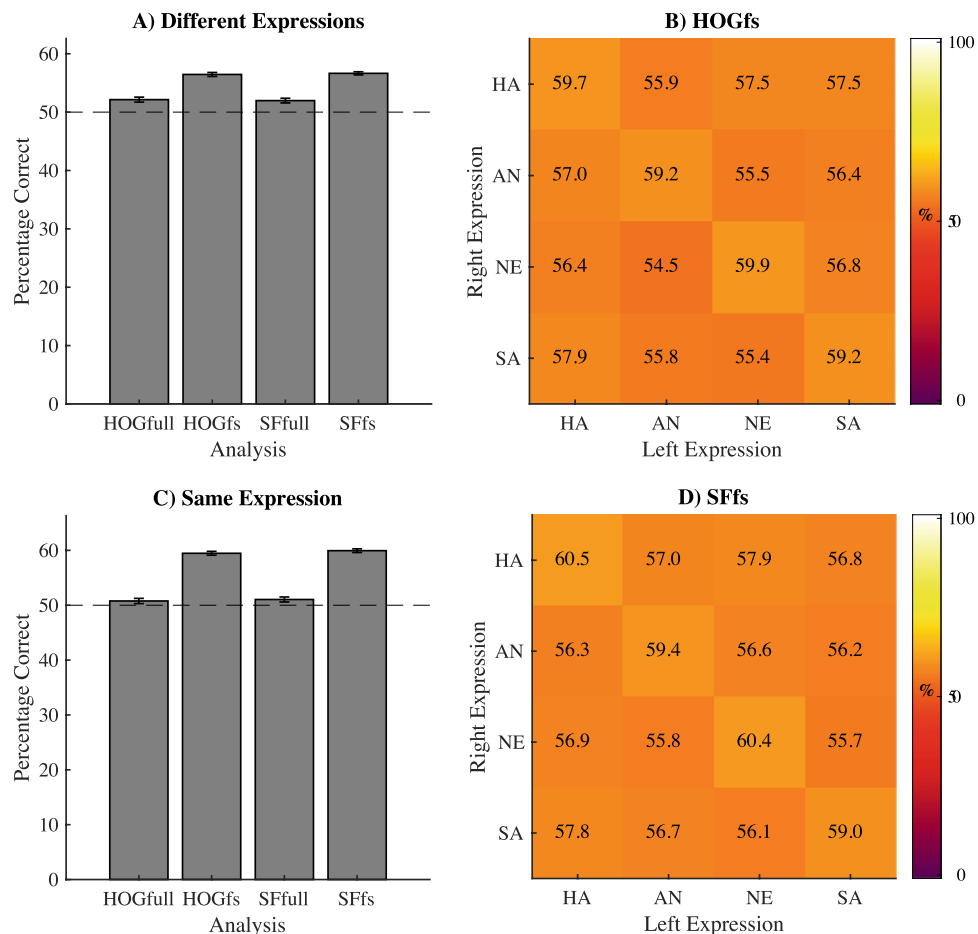 A) Different Expressions
60
50
40
30
20
10
0
Percentage Correct
HOGfull HOGfs SFfull SFfs
Analysis
B) HOGfs
Right Expression
HA 59.7 55.9 57.5 57.5
AN 57.0 59.2 55.5 56.4
NE 56.4 54.5 59.9 56.8
SA 57.9 55.8 55.4 59.2
HA AN NE SA
Left Expression
100
% 50
0
C) Same Expression
60
50
40
30
20
10
0
Percentage Correct
HOGfull HOGfs SFfull SFfs
Analysis
D) SFfs
Right Expression
HA 60.5 57.0 57.9 56.8
AN 56.3 59.4 56.6 56.2
NE 56.9 55.8 60.4 55.7
SA 57.8 56.7 56.1 59.0
HA AN NE SA
Left Expression
100
% 50
0